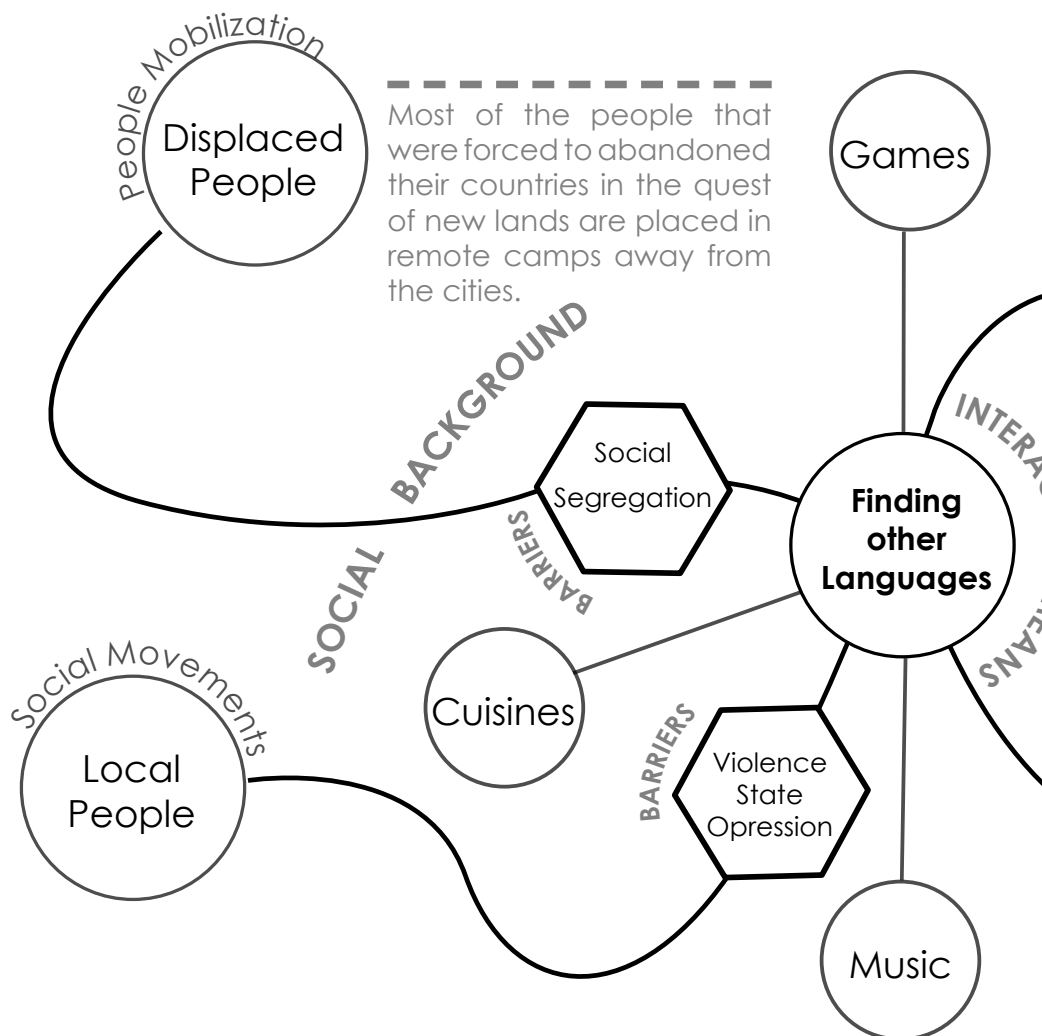 People Mobilization
Displaced
People
Most of the people that
were forced to abandoned
their countries in the quest
of new lands are placed in
remote camps away from
the cities.
Games
SOCIAL BACKGROUND
Social
Segregation
BARRIERS
Finding
other
Languages
Social Movements
Local
People
Cuisines
BARRIERS
Violence
State
Opression
Music